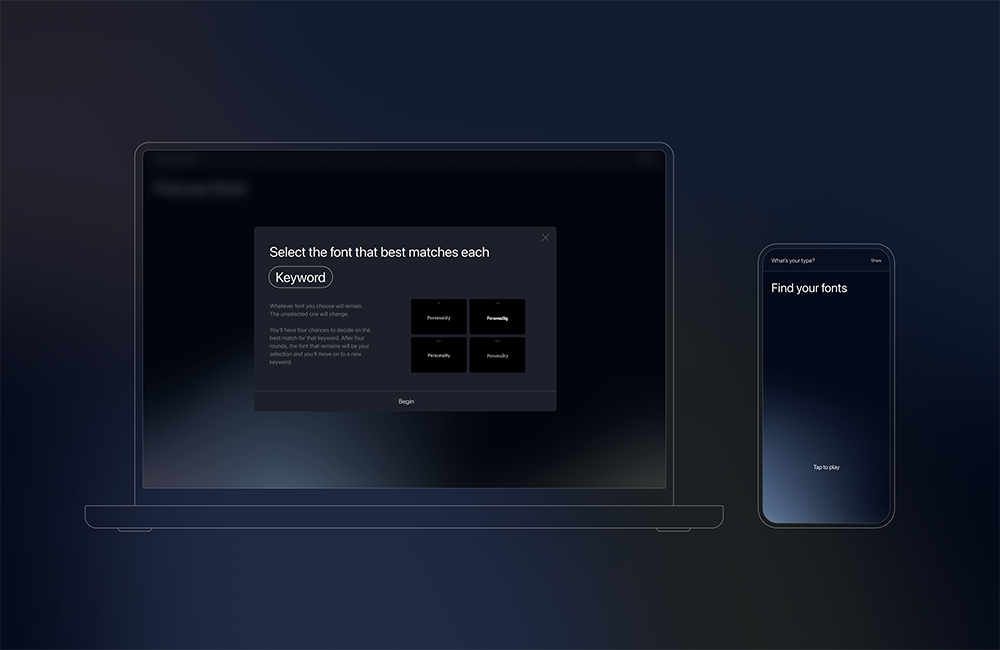 Find your fonts
Select the font that best matches each
Keyword
Whatever font you choose will remain.
The unselected one will change.
You'll have four chances to decide on the
best match for that keyword. After four
rounds, the font that remains will be your
selection and you'll move on to a new
keyword.
Personality
Personality
Personality
Personality
Begin
What's your type?
Share
Find your fonts
Tap to play